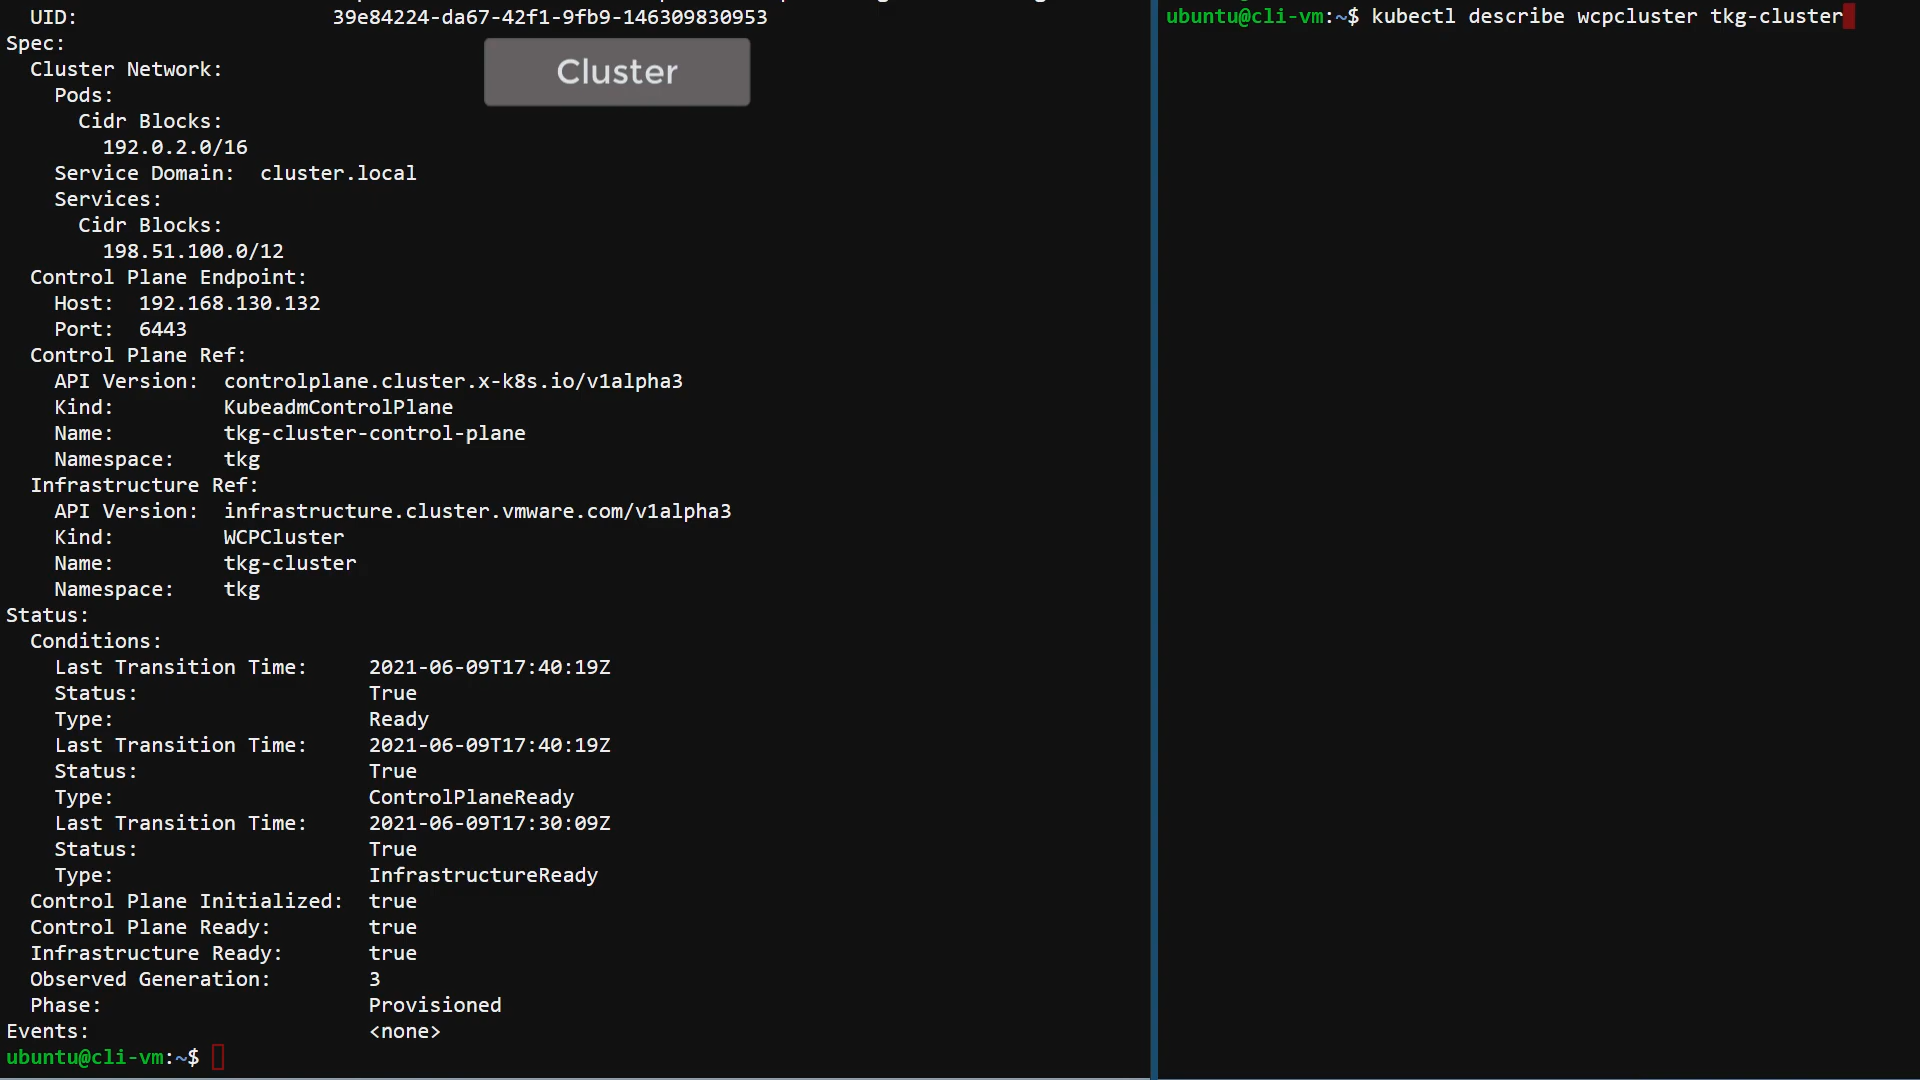 UID: 39e84224-da67-42f1-9fb9-146309830953
Spec:
Cluster
Cluster Network:
Pods:
Cidr Blocks:
192.0.2.0/16
Service Domain: cluster.local
Services:
Cidr Blocks:
198.51.100.0/12
Control Plane Endpoint:
Host: 192.168.130.132
Port: 6443
Control Plane Ref:
API Version: controlplane.cluster.x-k8s.io/v1alpha3
Kind: KubeadmControlPlane
Name: tkg-cluster-control-plane
Namespace: tkg
Infrastructure Ref:
API Version: infrastructure.cluster.vmware.com/v1alpha3
Kind: WCPCluster
Name: tkg-cluster
Namespace: tkg
Status:
Conditions:
Last Transition Time: 2021-06-09T17:40:19Z
Status: True
Type: Ready
Last Transition Time: 2021-06-09T17:40:19Z
Status: True
Type: ControlPlaneReady
Last Transition Time: 2021-06-09T17:30:09Z
Status: True
Type: InfrastructureReady
Control Plane Initialized: true
Control Plane Ready: true
Infrastructure Ready: true
Observed Generation: 3
Phase: Provisioned
Events: <none>
ubuntu@cli-vm:~$
ubuntu@cli-vm:~$ kubectl describe wcpcluster tkg-cluster